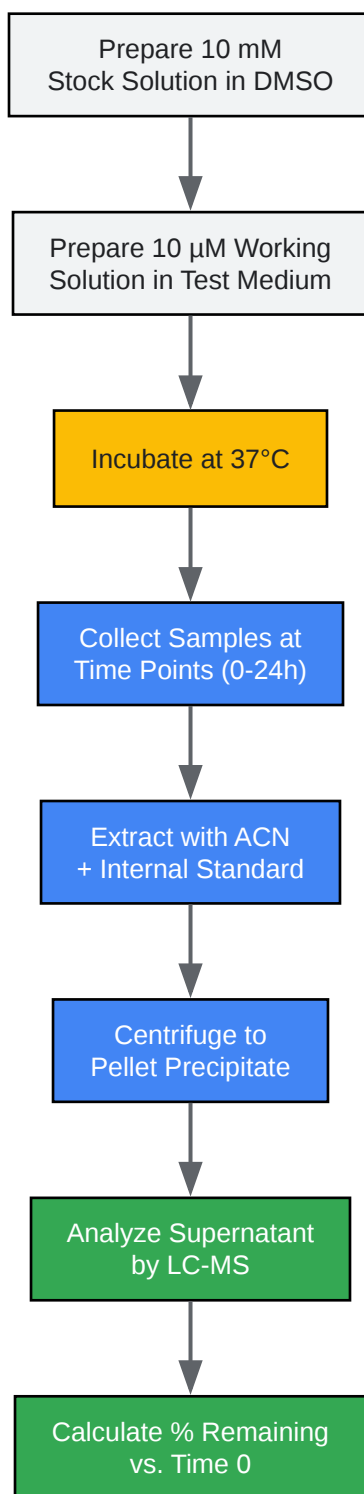 Prepare 10 mM
Stock Solution in DMSO
Prepare 10 µM Working
Solution in Test Medium
Incubate at 37°C
Collect Samples at
Time Points (0-24h)
Extract with ACN
+ Internal Standard
Centrifuge to
Pellet Precipitate
Analyze Supernatant
by LC-MS
Calculate % Remaining
vs. Time 0